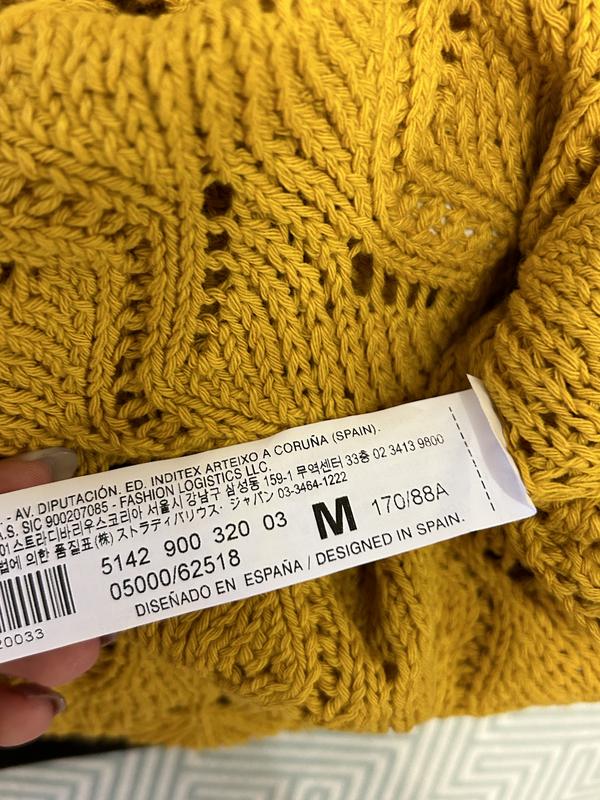 . AV. DIPUTACIÓN. ED. INDITEX ARTEIXO A CORUÑA (SPAIN).
A.S. SIC 900207085 - FASHION LOGISTICS LLC.
스트라디바리우스코리아 서울시 강남구 삼성동 159-1 무역센터 33층 02 3413 9800
법에 의한 품질표 (株) ストラディバリウス・ジャパン 03-3464-1222
5142 900 320 03 M 170/88A
05000/62518
DISEÑADO EN ESPAÑA / DESIGNED IN SPAIN.
20033